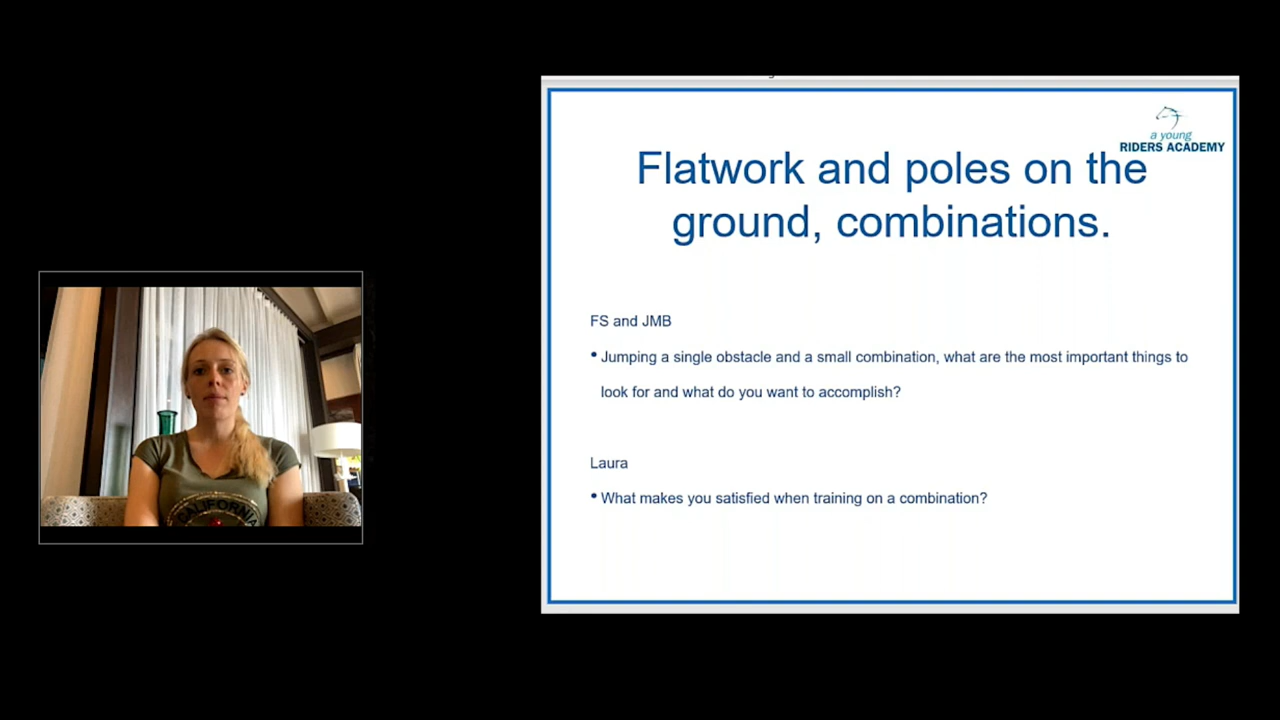 a young
RIDERS ACADEMY
Flatwork and poles on the
ground, combinations.
FS and JMB
• Jumping a single obstacle and a small combination, what are the most important things to
look for and what do you want to accomplish?
Laura
• What makes you satisfied when training on a combination?
CALIFORNIA